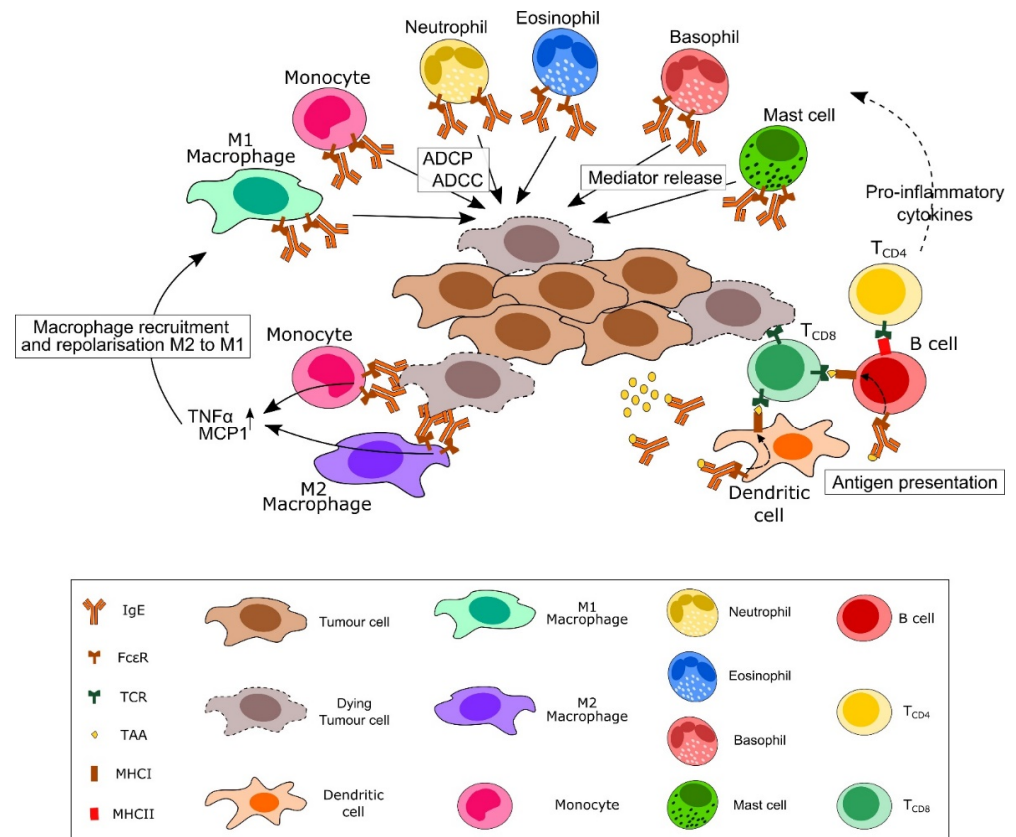 Neutrophil
Eosinophil
Basophil
Monocyte
Mast cell
M1
Macrophage
ADCP
ADCC
Mediator release
Pro-inflammatory
cytokines
TCD4
Macrophage recruitment
and repolarisation M2 to M1
Monocyte
TCD8
B cell
TNFα
MCP1
M2
Macrophage
Dendritic
cell
Antigen presentation
IgE
FcεR
TCR
TAA
MHCI
MHCII
Tumour cell
Dying
Tumour cell
Dendritic
cell
M1
Macrophage
M2
Macrophage
Monocyte
Neutrophil
Eosinophil
Basophil
Mast cell
B cell
TCD4
TCD8